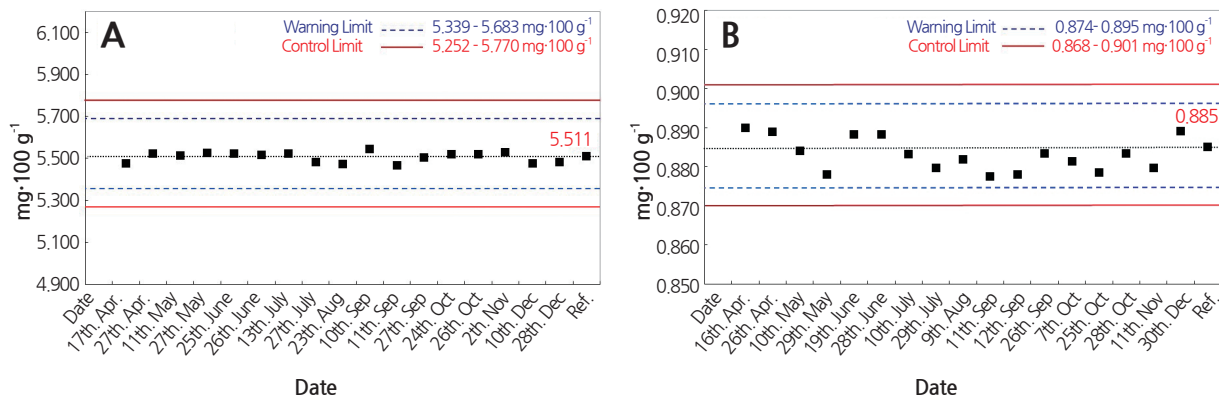 A
Warning Limit 5.339 - 5.683 mg·100 g-1
Control Limit 5.252 - 5.770 mg·100 g-1
6.100
5.900
5.700
5.500
5.300
5.100
4.900
mg·100 g-1
5.511
Date
17th. Apr.
27th. Apr.
11th. May
27th. May
25th. June
26th. June
13th. July
27th. July
23th. Aug
10th. Sep
11th. Sep
27th. Sep
24th. Oct
26th. Oct
2th. Nov
10th. Dec
28th. Dec
Ref.
Date
B
Warning Limit 0.874- 0.895 mg·100 g-1
Control Limit 0.868 - 0.901 mg·100 g-1
0.920
0.910
0.900
0.890
0.880
0.870
0.860
0.850
mg·100 g-1
0.885
Date
16th. Apr.
26th. Apr.
10th. May
29th. May
19th. June
28th. June
10th. July
29th. July
9th. Aug
11th. Sep
12th. Sep
26th. Sep
7th. Oct
25th. Oct
28th. Oct
11th. Nov
30th. Dec
Ref.
Date